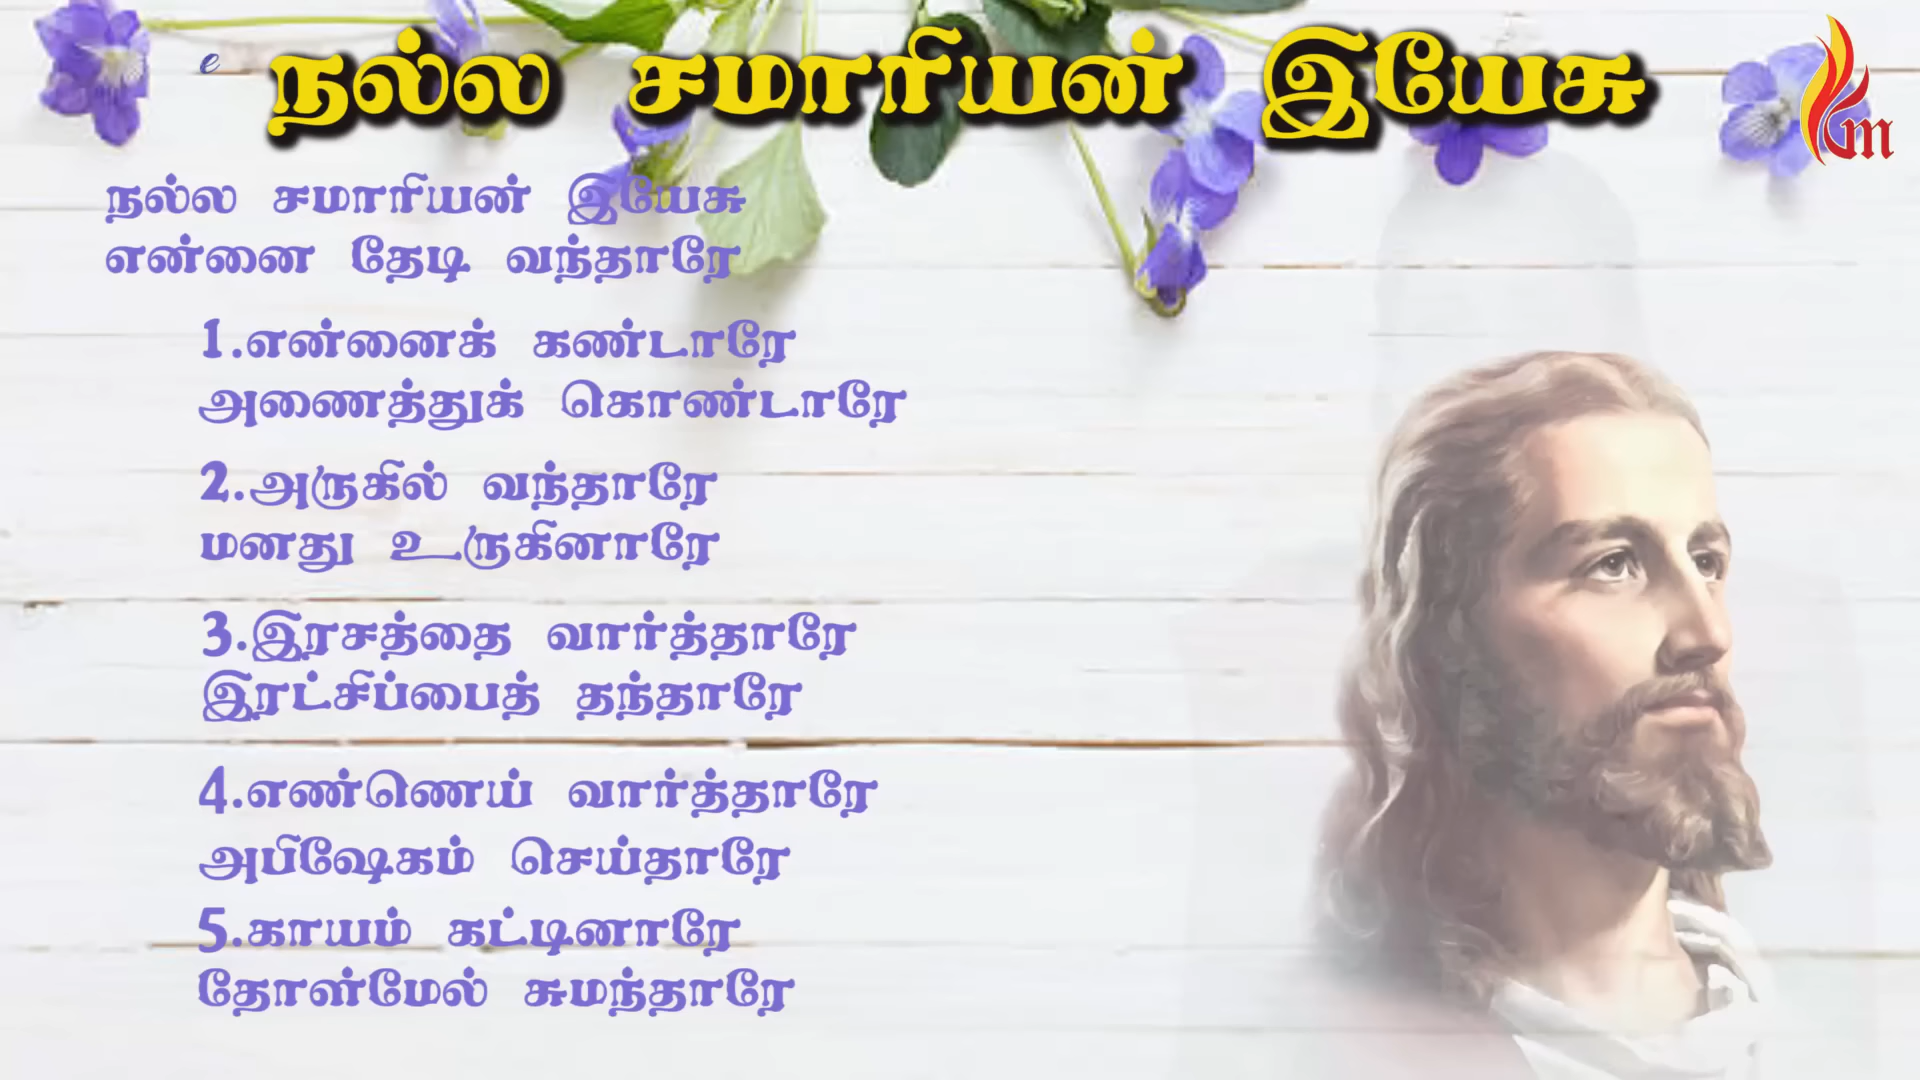 நல்ல சமாரியன் இயேசு
நல்ல சமாரியன் இயேசு
என்னை தேடி வந்தாரே
1.என்னைக் கண்டாரே
அணைத்துக் கொண்டாரே
2.அருகில் வந்தாரே
மனது உருகினாரே
3.இரசத்தை வார்த்தாரே
இரட்சிப்பைத் தந்தாரே
4.எண்ணெய் வார்த்தாரே
அபிஷேகம் செய்தாரே
5.காயம் கட்டினாரே
தோள்மேல் சுமந்தாரே